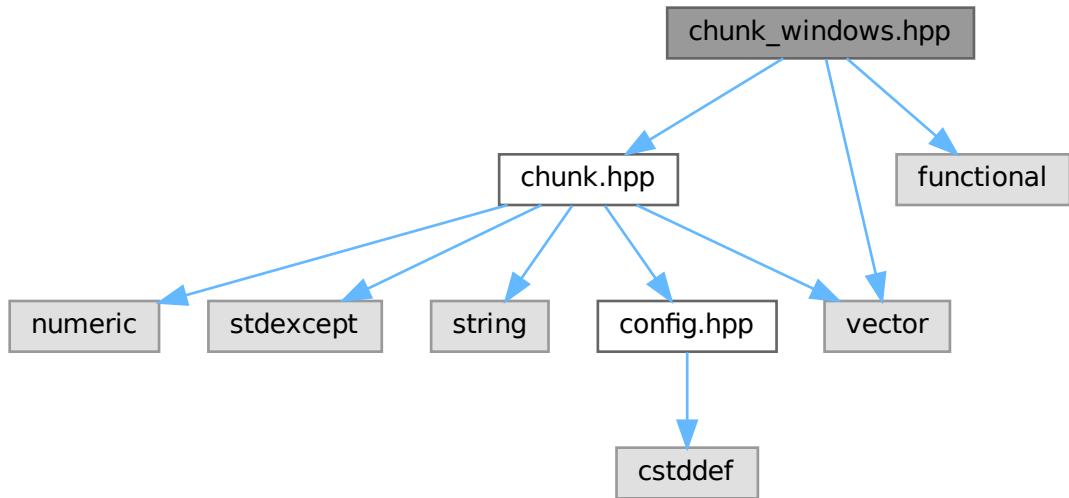 chunk_windows.hpp
chunk.hpp
functional
numeric
stdexcept
string
config.hpp
vector
cstddef